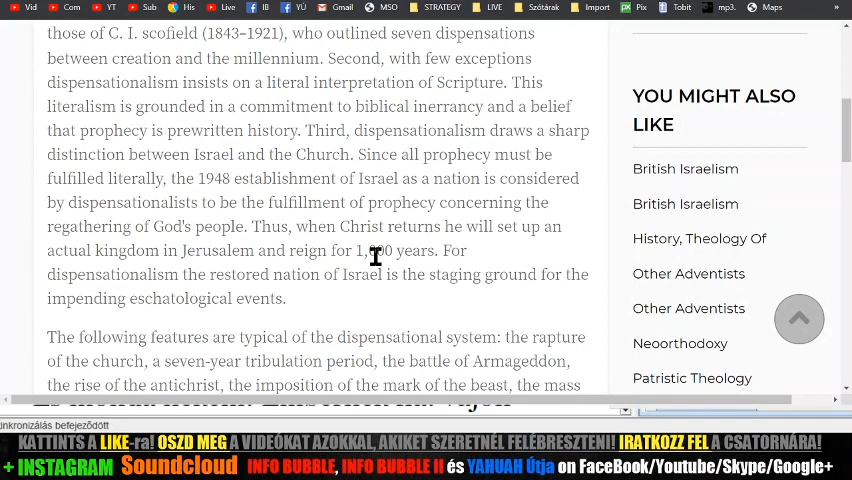 Vid Com YT Sub His Live IB YÚ Gmail MSO STRATEGY LIVE Szótárak Import px Pix Tobit mp3. Maps »
those of C. I. scofield (1843–1921), who outlined seven dispensations
between creation and the millennium. Second, with few exceptions
dispensationalism insists on a literal interpretation of Scripture. This
literalism is grounded in a commitment to biblical inerrancy and a belief
that prophecy is prewritten history. Third, dispensationalism draws a sharp
distinction between Israel and the Church. Since all prophecy must be
fulfilled literally, the 1948 establishment of Israel as a nation is considered
by dispensationalists to be the fulfillment of prophecy concerning the
regathering of God's people. Thus, when Christ returns he will set up an
actual kingdom in Jerusalem and reign for 1,000 years. For
dispensationalism the restored nation of Israel is the staging ground for the
impending eschatological events.
The following features are typical of the dispensational system: the rapture
of the church, a seven-year tribulation period, the battle of Armageddon,
the rise of the antichrist, the imposition of the mark of the beast, the mass
YOU MIGHT ALSO
LIKE
British Israelism
British Israelism
History, Theology Of
Other Adventists
Other Adventists
Neoorthodoxy
Patristic Theology
inkronizálás befejeződött
KATTINTS A LIKE-ra! OSZD MEG A VIDEÓKAT AZOKKAL, AKIKET SZERETNÉL FELÉBRESZTENI! IRATKOZZ FEL A CSATORNÁRA!
+ INSTAGRAM Soundcloud INFO BUBBLE, INFO BUBBLE II és YAHUAH Útja on FaceBook/Youtube/Skype/Google+